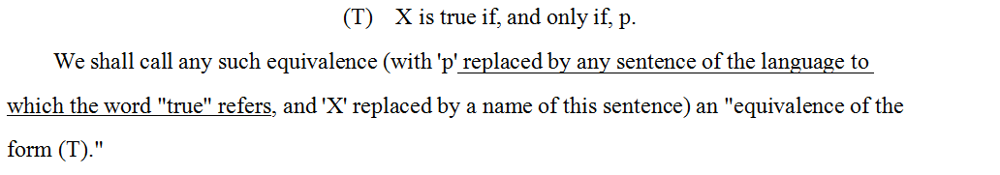 (T) X is true if, and only if, p.
We shall call any such equivalence (with 'p' replaced by any sentence of the language to
which the word "true" refers, and 'X' replaced by a name of this sentence) an "equivalence of the
form (T)."